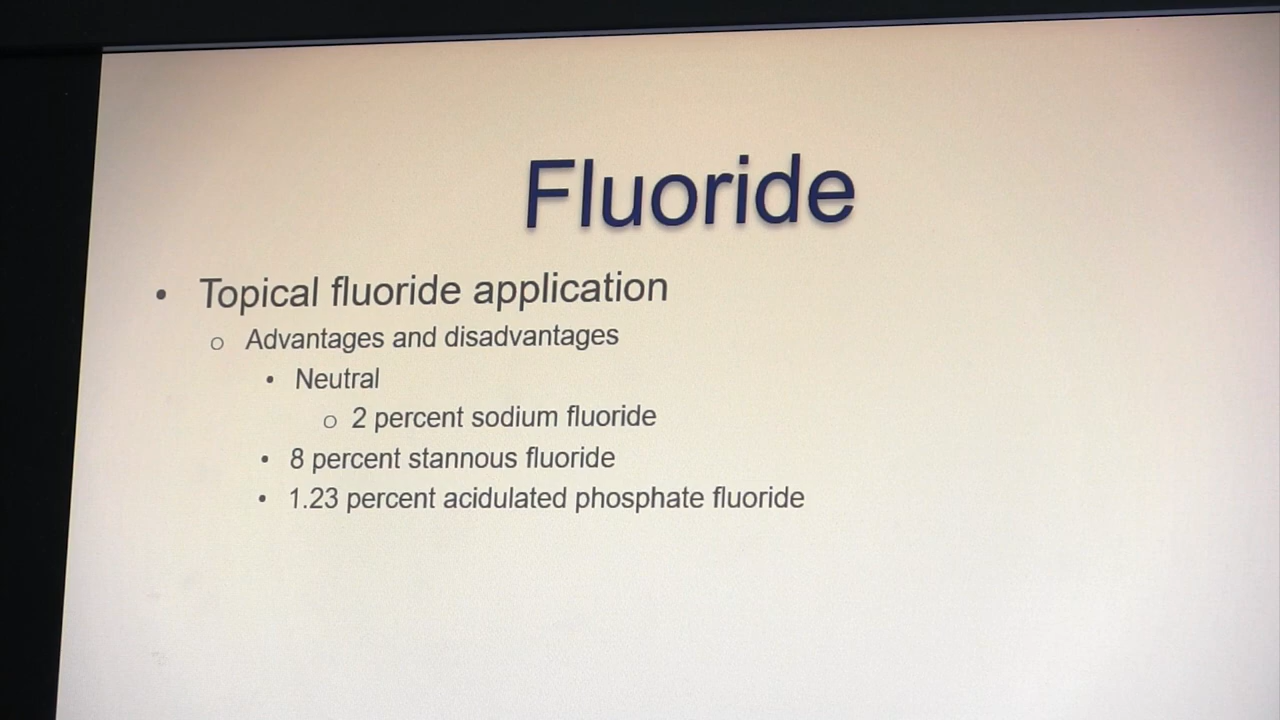 Fluoride
• Topical fluoride application
o Advantages and disadvantages
• Neutral
o 2 percent sodium fluoride
• 8 percent stannous fluoride
• 1.23 percent acidulated phosphate fluoride